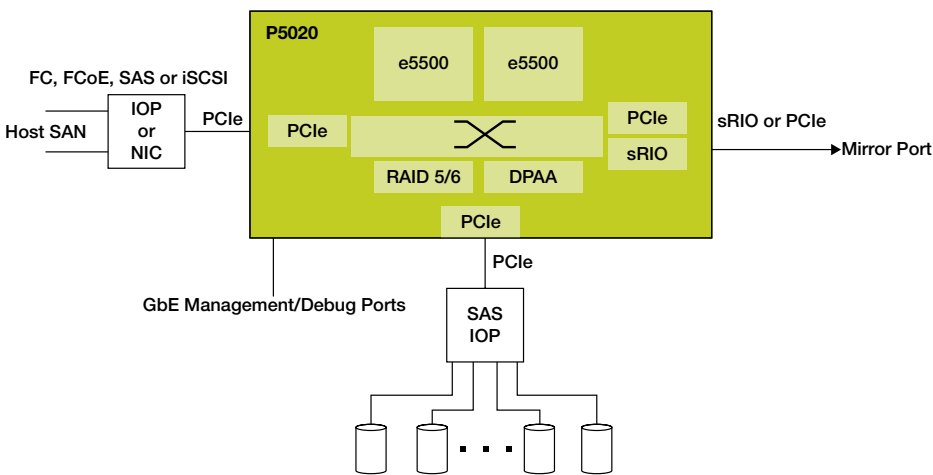 P5020
e5500
e5500
FC, FCoE, SAS or iSCSI
IOP
or
NIC
Host SAN
PCIe
PCIe
PCIe
sRIO
sRIO or PCIe
Mirror Port
RAID 5/6
DPAA
PCIe
PCIe
GbE Management/Debug Ports
SAS
IOP